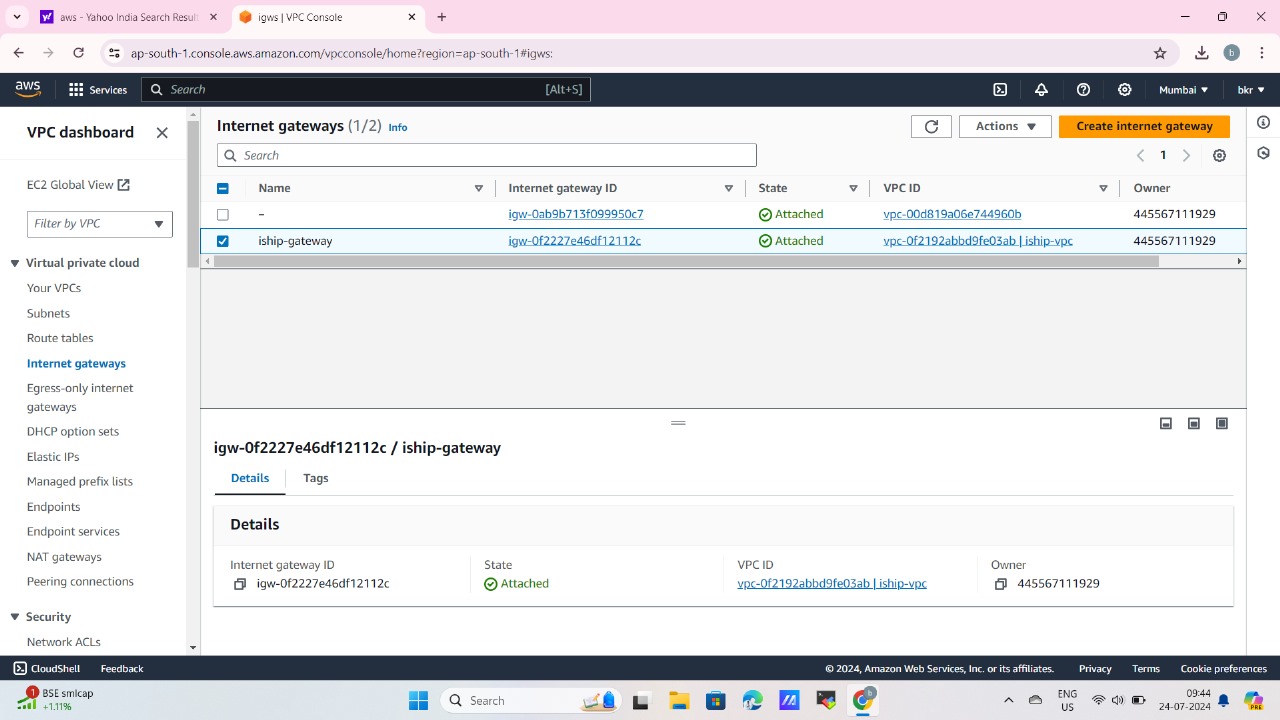 aws - Yahoo India Search Result
igws | VPC Console
ap-south-1.console.aws.amazon.com/vpcconsole/home?region=ap-south-1#igws:
b
aws
Services
Search
[Alt+S]
Mumbai
bkr
VPC dashboard
EC2 Global View
Filter by VPC
Virtual private cloud
Your VPCs
Subnets
Route tables
Internet gateways
Egress-only internet
gateways
DHCP option sets
Elastic IPs
Managed prefix lists
Endpoints
Endpoint services
NAT gateways
Peering connections
Security
Network ACLs
Internet gateways (1/2) Info
Actions
Create internet gateway
Search
1
Name Internet gateway ID State VPC ID Owner
- igw-0ab9b713f099950c7 Attached vpc-00d819a06e744960b 445567111929
iship-gateway igw-0f2227e46df12112c Attached vpc-0f2192abbd9fe03ab | iship-vpc 445567111929
igw-0f2227e46df12112c / iship-gateway
Details Tags
Details
Internet gateway ID State VPC ID Owner
igw-0f2227e46df12112c Attached vpc-0f2192abbd9fe03ab | iship-vpc 445567111929
CloudShell Feedback © 2024, Amazon Web Services, Inc. or its affiliates. Privacy Terms Cookie preferences
1
BSE smlcap
+1.11%
Search
b
ENG
US
09:44
24-07-2024
PRE